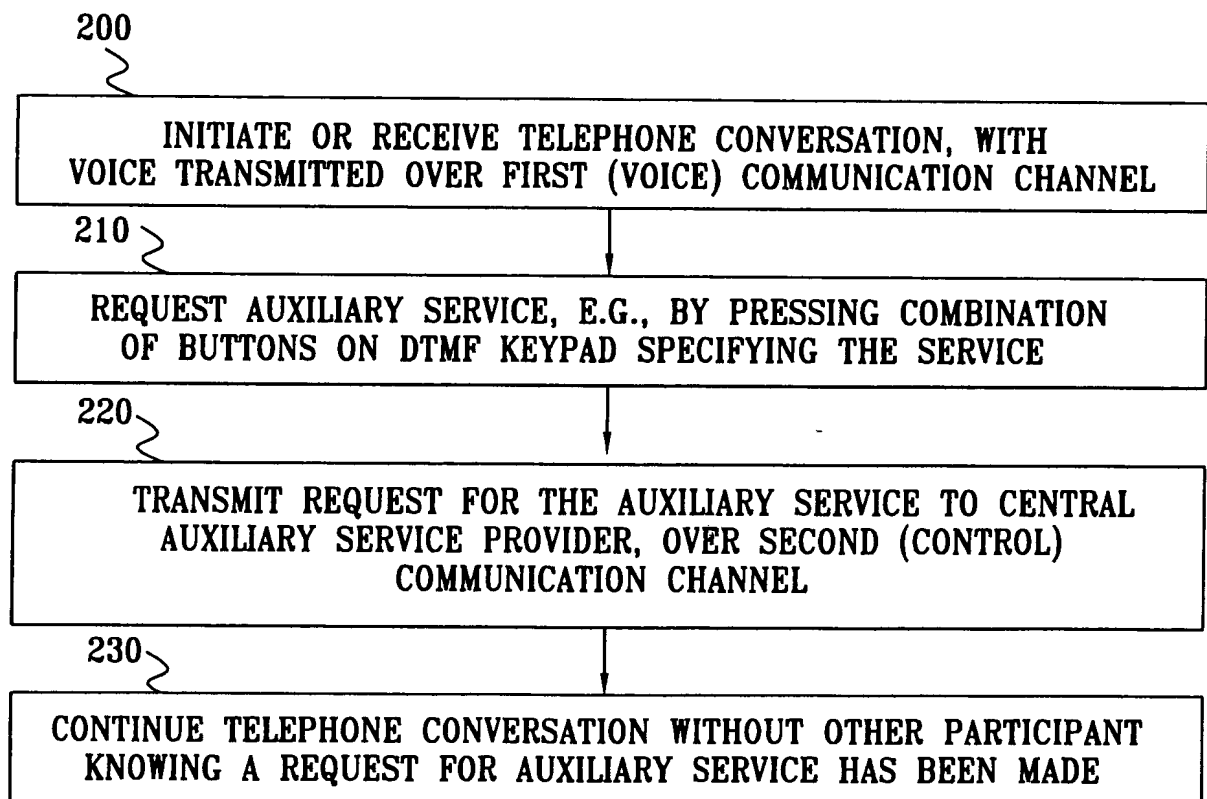 200
INITIATE OR RECEIVE TELEPHONE CONVERSATION, WITH
VOICE TRANSMITTED OVER FIRST (VOICE) COMMUNICATION CHANNEL
210
REQUEST AUXILIARY SERVICE, E.G., BY PRESSING COMBINATION
OF BUTTONS ON DTMF KEYPAD SPECIFYING THE SERVICE
220
TRANSMIT REQUEST FOR THE AUXILIARY SERVICE TO CENTRAL
AUXILIARY SERVICE PROVIDER, OVER SECOND (CONTROL)
COMMUNICATION CHANNEL
230
CONTINUE TELEPHONE CONVERSATION WITHOUT OTHER PARTICIPANT
KNOWING A REQUEST FOR AUXILIARY SERVICE HAS BEEN MADE